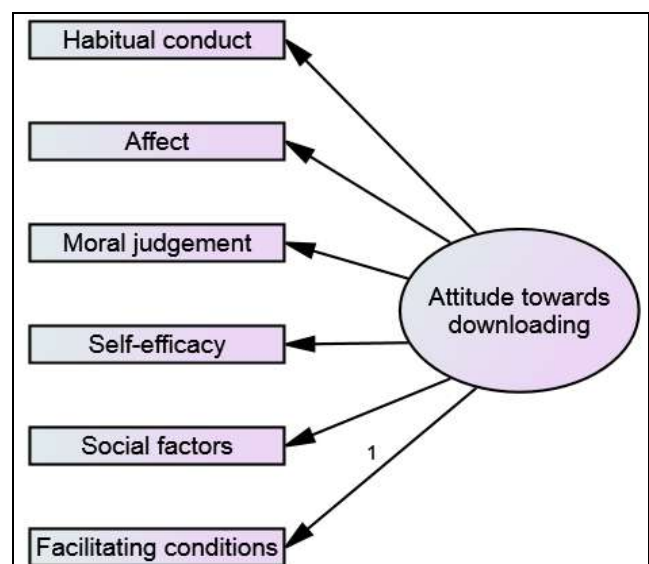 Habitual conduct
Affect
Moral judgement
Attitude towards
downloading
Self-efficacy
Social factors
1
Facilitating conditions